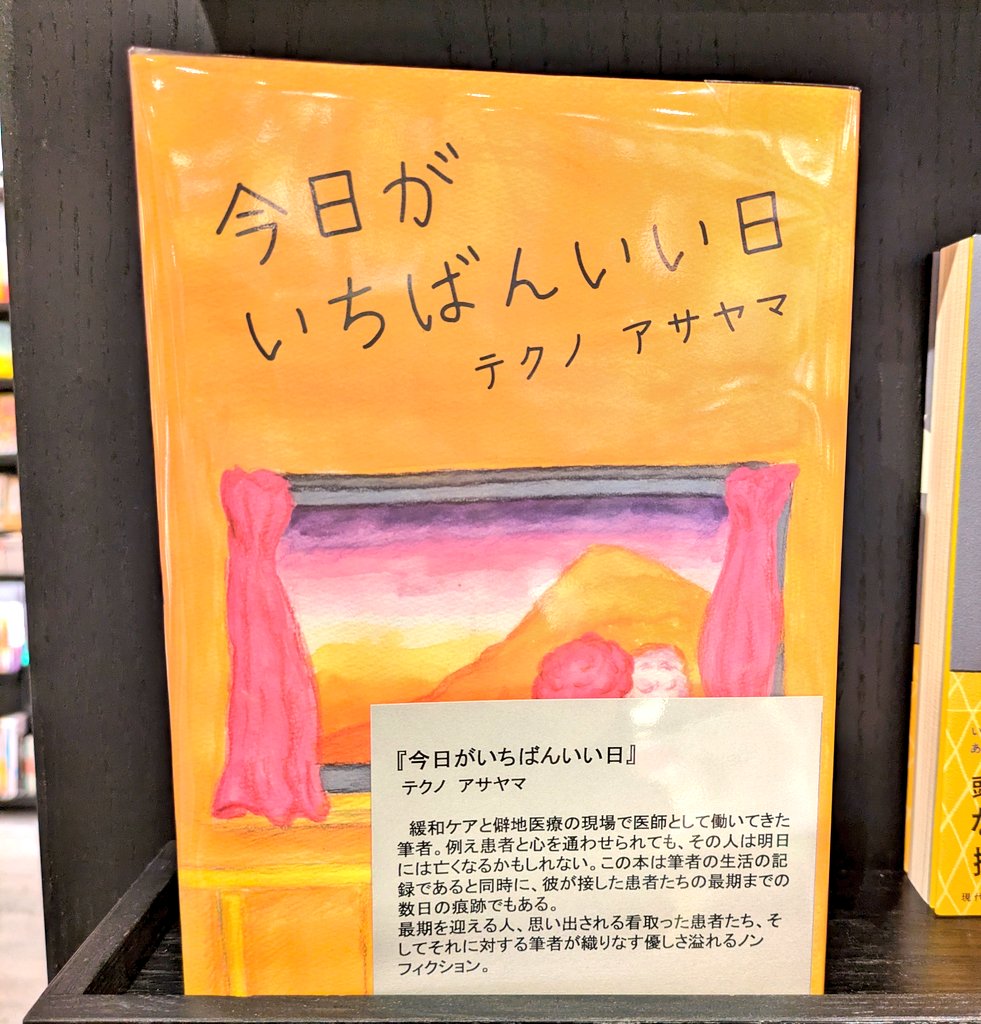 今日が
いちばんいい日
テクノ アサヤマ
『今日がいちばんいい日』
テクノ アサヤマ
緩和ケアと僻地医療の現場で医師として働いてきた
筆者。例え患者と心を通わせられても、その人は明日
には亡くなるかもしれない。この本は筆者の生活の記
録であると同時に、彼が接した患者たちの最期までの
数日の痕跡でもある。
最期を迎える人、思い出される看取った患者たち、そ
してそれに対する筆者が織りなす優しさ溢れるノン
フィクション。